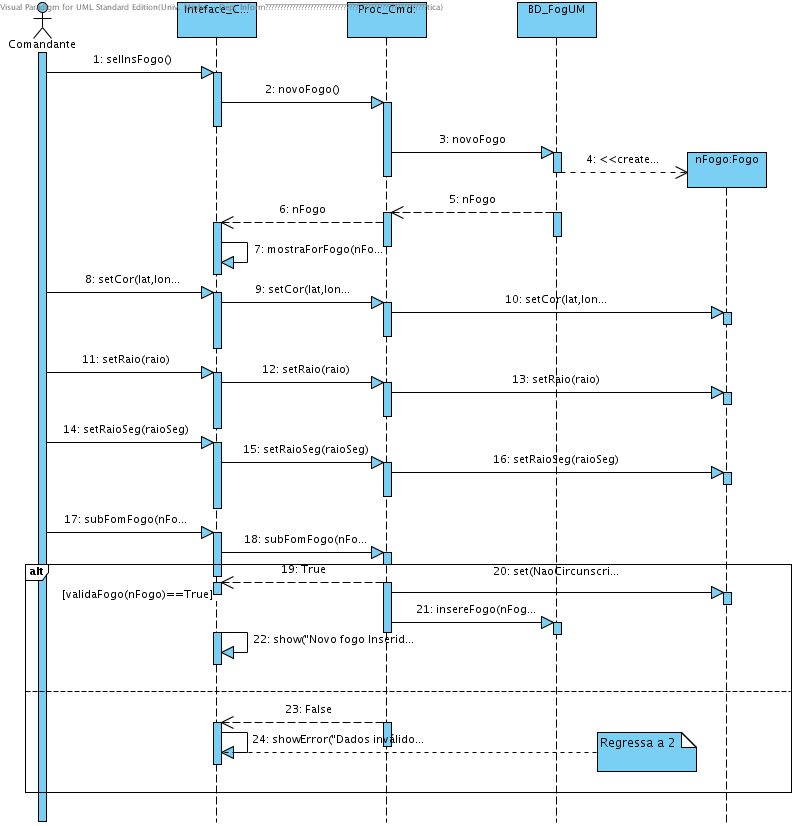 Visual Paradigm for UML Standard Edition(
Inteface_C...
Proc_Cmd:
BD_FogUM
Comandante
1: selInsFogo()
2: novoFogo()
3: novoFogo
4: <<create...
nFogo:Fogo
5: nFogo
6: nFogo
7: mostraForFogo(nFo...
8: setCor(lat,lon...
9: setCor(lat,lon...
10: setCor(lat,lon...
11: setRaio(raio)
12: setRaio(raio)
13: setRaio(raio)
14: setRaioSeg(raioSeg)
15: setRaioSeg(raioSeg)
16: setRaioSeg(raioSeg)
17: subFomFogo(nFo...
18: subFomFogo(nFo...
alt
19: True
20: set(NaoCircunscri...
[validaFogo(nFogo)==True]
21: insereFogo(nFog...
22: show("Novo fogo Inserid...
23: False
24: showError("Dados inválido...
Regressa a 2